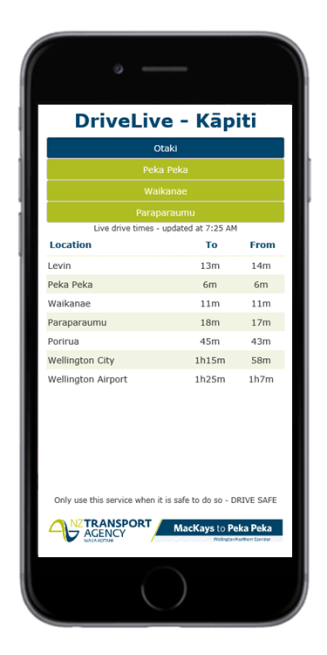 DriveLive - Kāpiti
Otaki
Peka Peka
Waikanae
Paraparaumu
Live drive times - updated at 7:25 AM
Location To From
Levin 13m 14m
Peka Peka 6m 6m
Waikanae 11m 11m
Paraparaumu 18m 17m
Porirua 45m 43m
Wellington City 1h15m 58m
Wellington Airport 1h25m 1h7m
Only use this service when it is safe to do so - DRIVE SAFE
NZTRANSPORT
AGENCY
WAKA KOTAHI
MacKays to Peka Peka
Wellington Northern Corridor